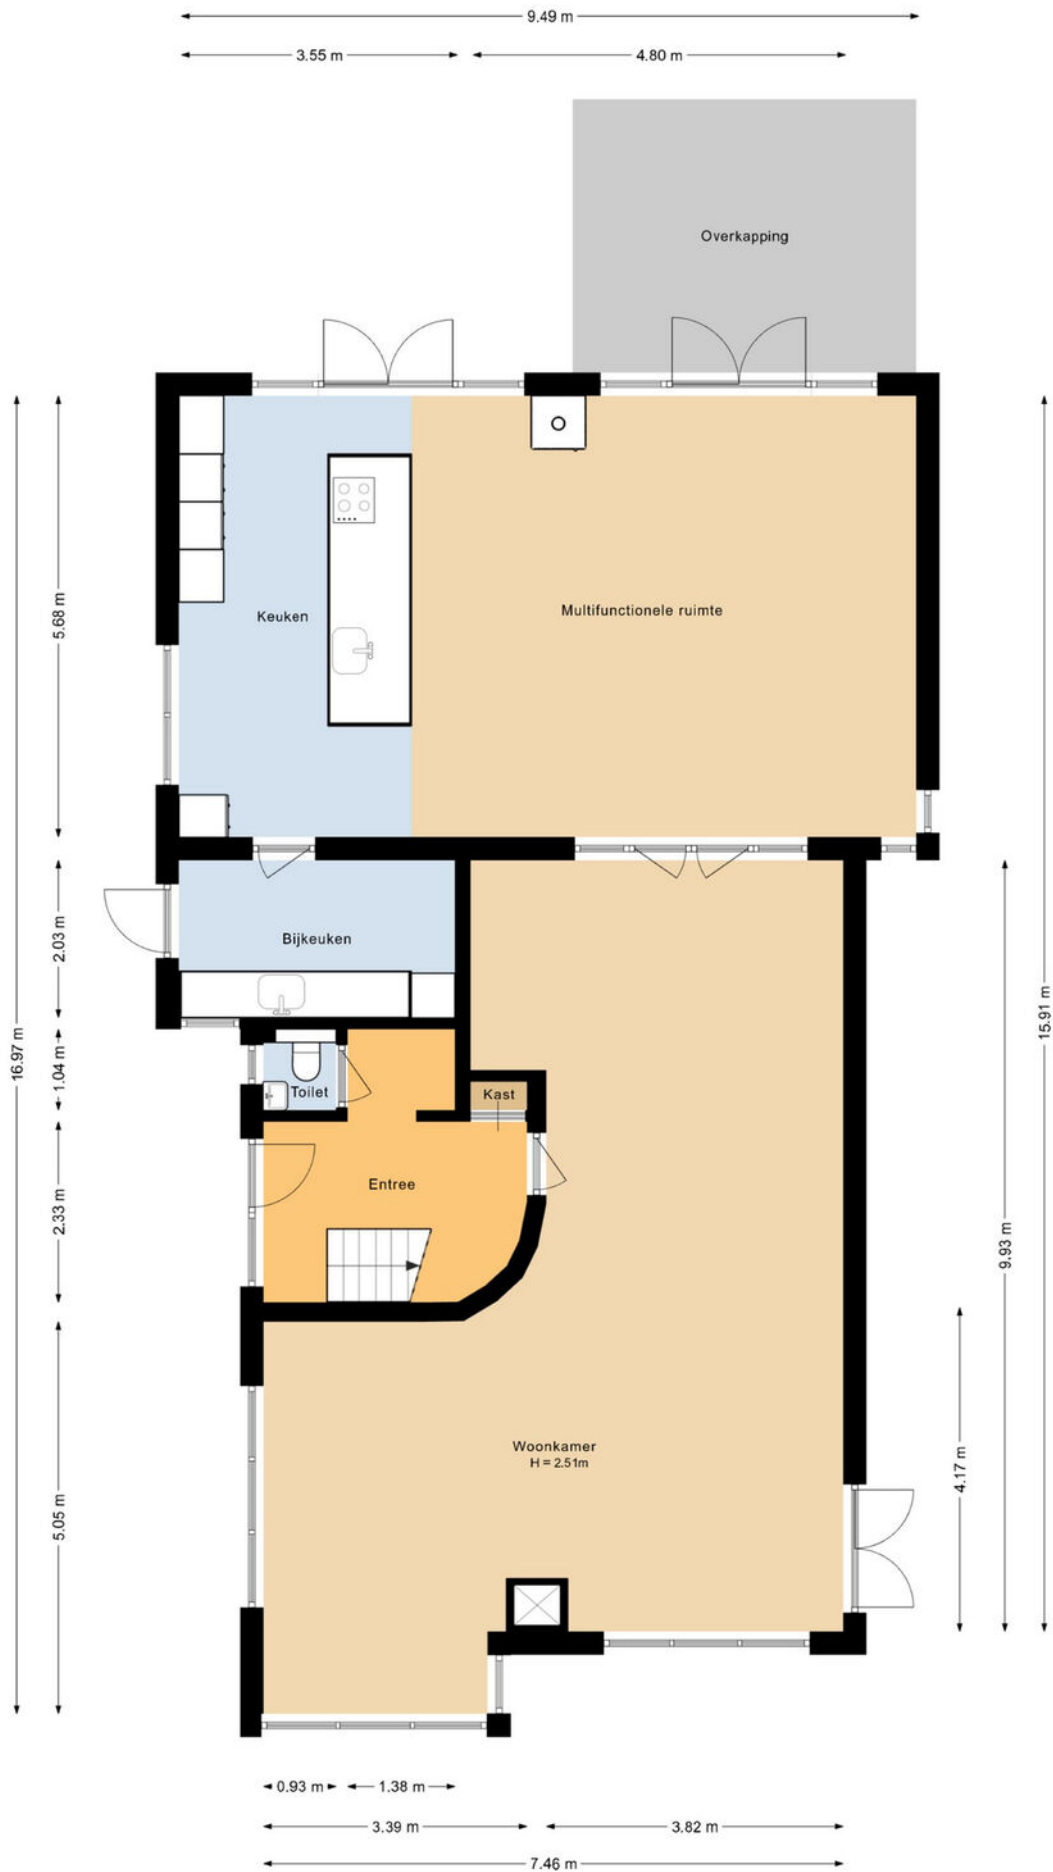 9.49 m
3.55 m
4.80 m
Overkapping
5.68 m
Keuken
Multifunctionele ruimte
2.03 m
Bijkeuken
16.97 m
15.91 m
1.04 m
Toilet
Kast
Entree
2.33 m
9.93 m
Woonkamer
H = 2.51m
4.17 m
5.05 m
0.93 m
1.38 m
3.39 m
3.82 m
7.46 m